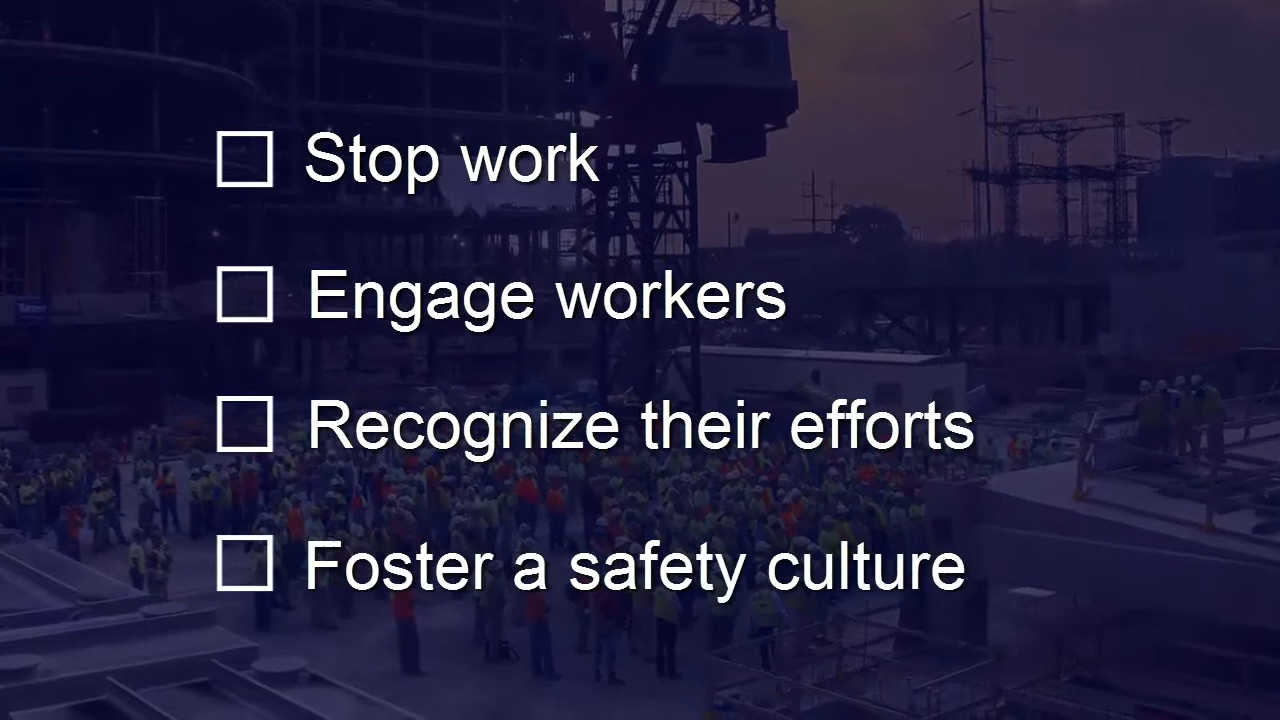 Stop work
Engage workers
Recognize their efforts
Foster a safety culture